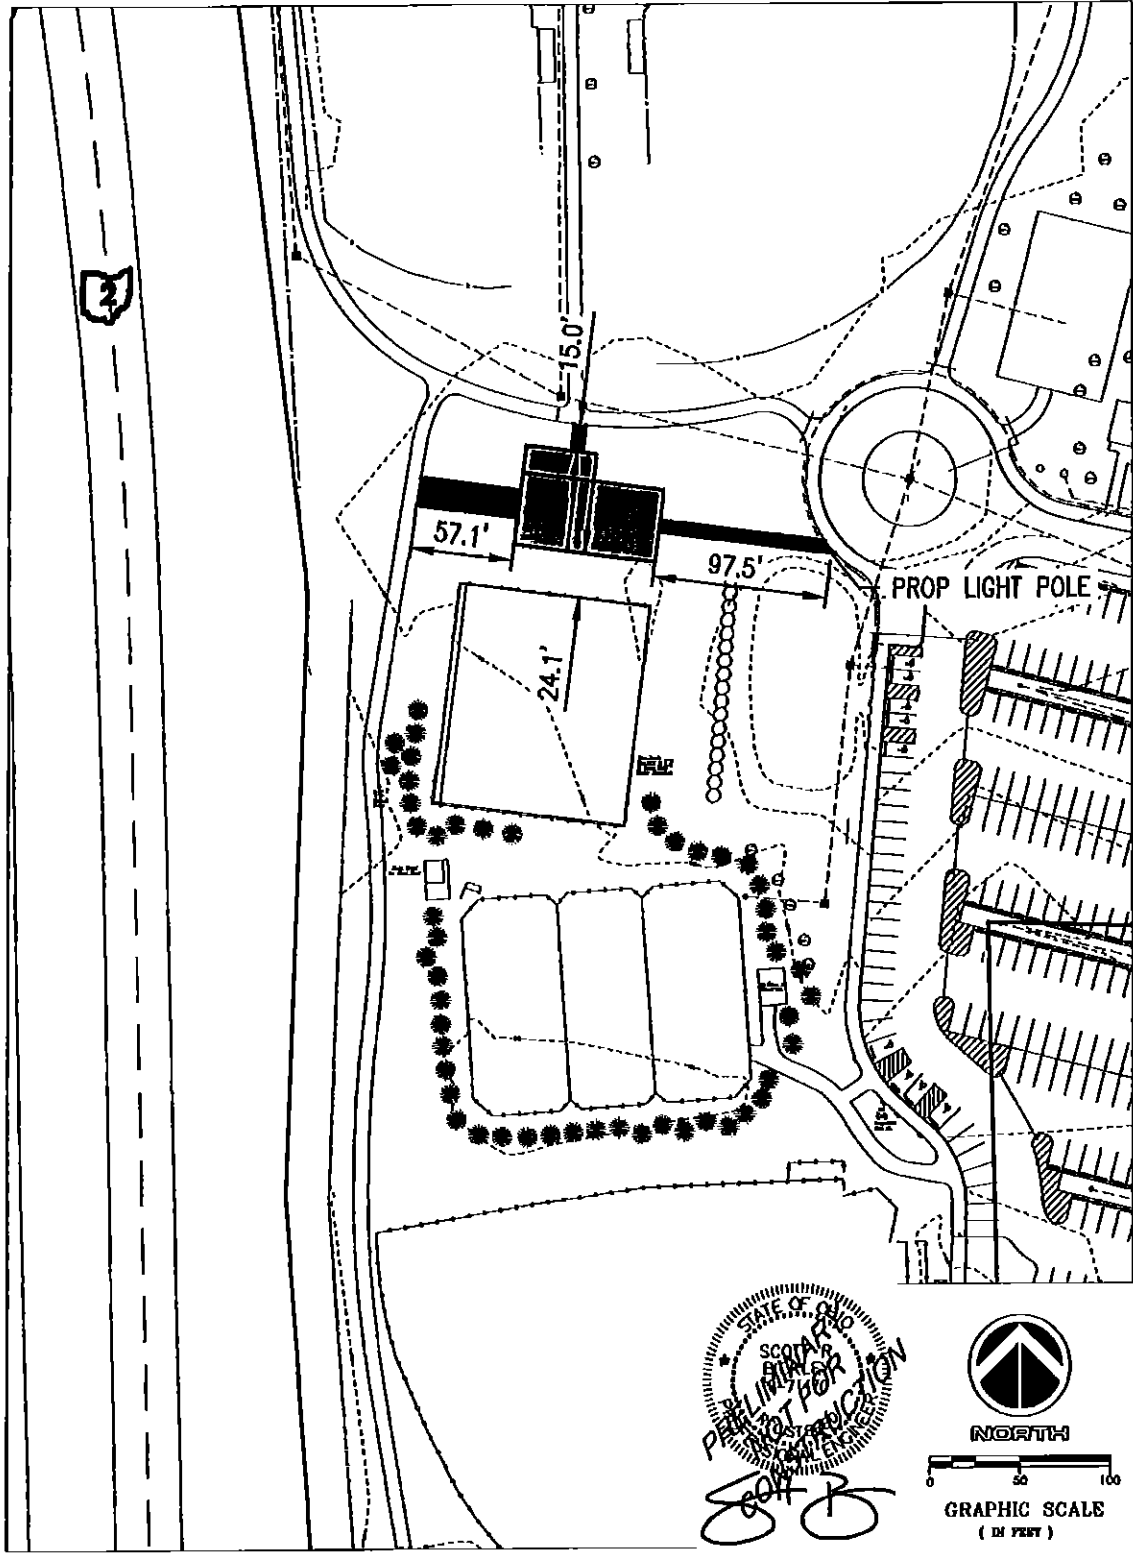 2
15.0'
57.1'
97.5'
PROP LIGHT POLE
24.1'
STATE OF OHIO
SCOTT R
PRELIMINARY
NOT FOR
CONSTRUCTION
NORTH
0 50 100
GRAPHIC SCALE
( IN FEET )